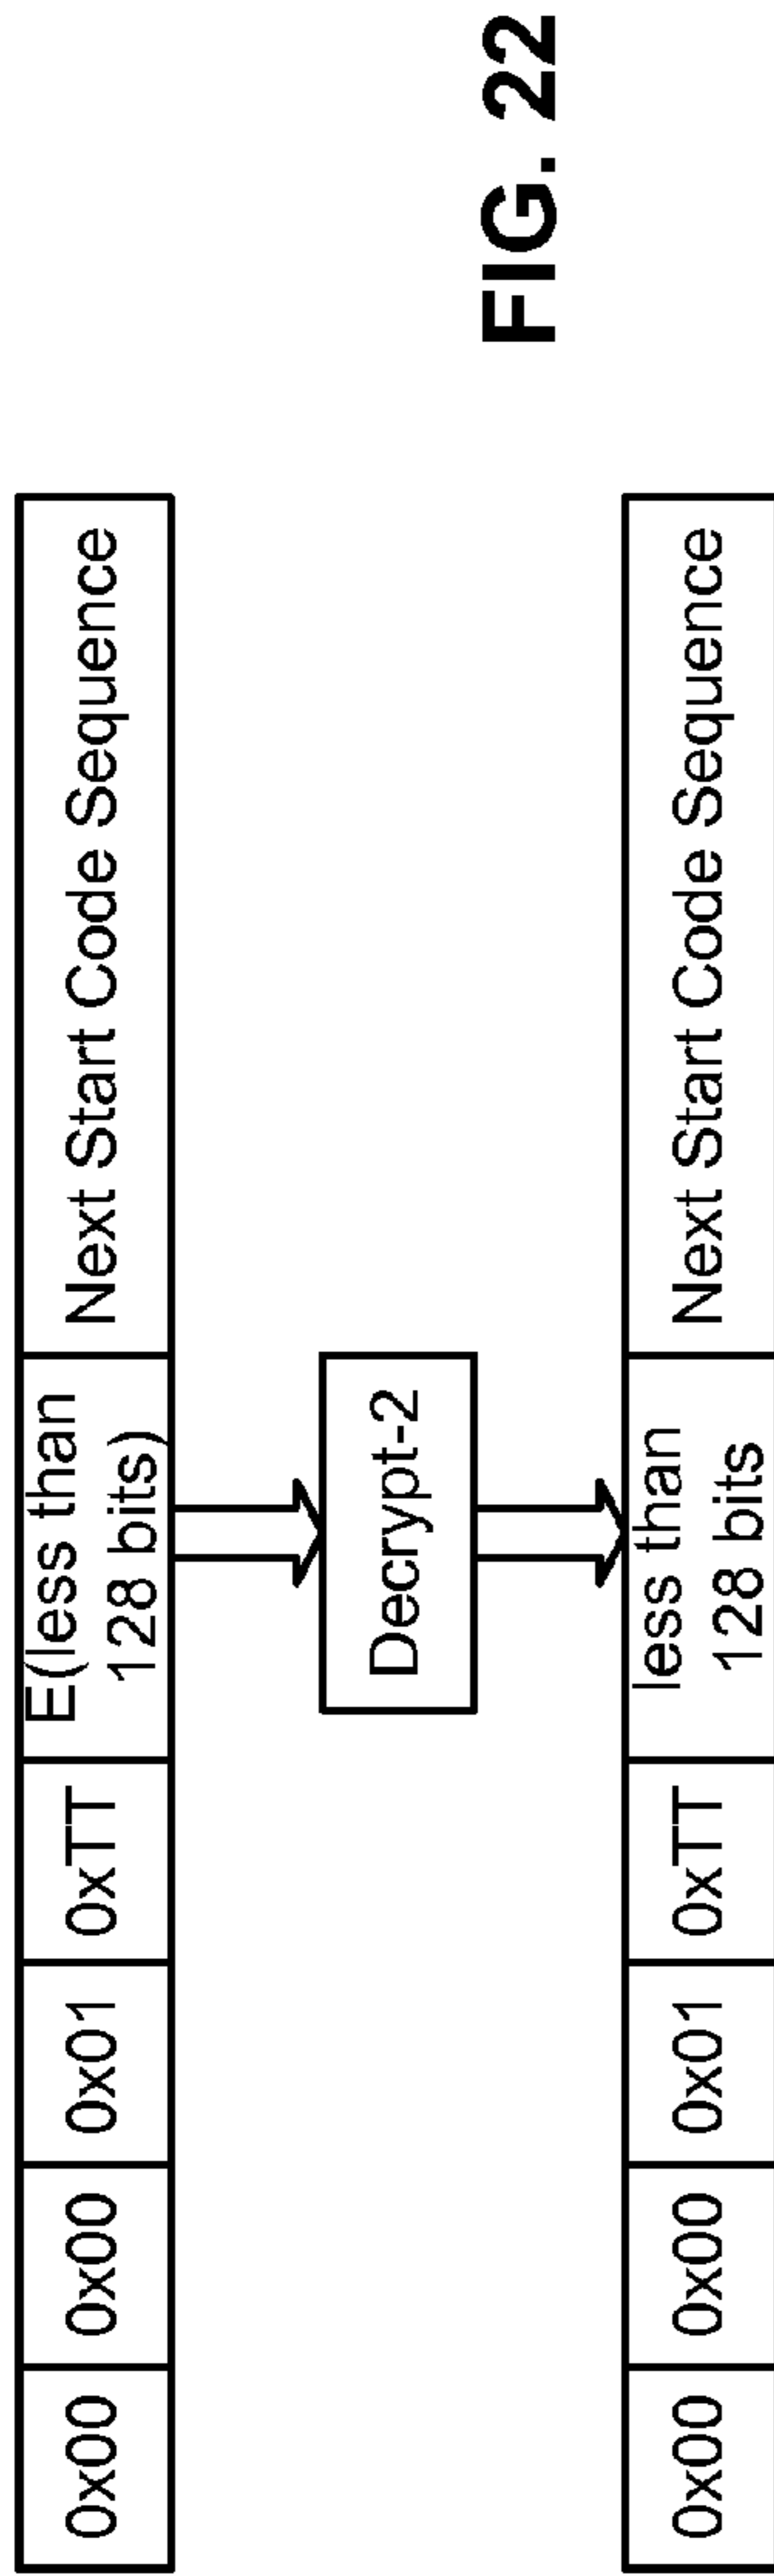 0x00 0x00 0x01 0xTT E(less than Next Start Code Sequence
128 bits)
Decrypt-2
0x00 0x00 0x01 0xTT less than Next Start Code Sequence
128 bits
FIG. 22